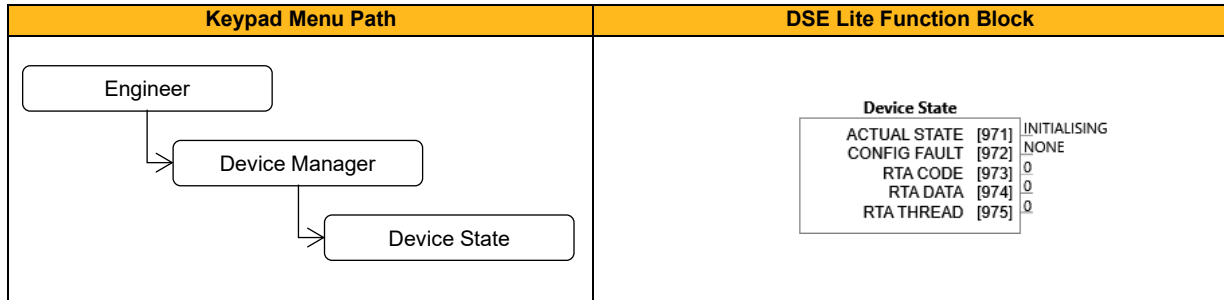 Keypad Menu Path
DSE Lite Function Block
Engineer
Device Manager
Device State
Device State
ACTUAL STATE [971] INITIALISING
CONFIG FAULT [972] NONE
RTA CODE [973] 0
RTA DATA [974] 0
RTA THREAD [975] 0